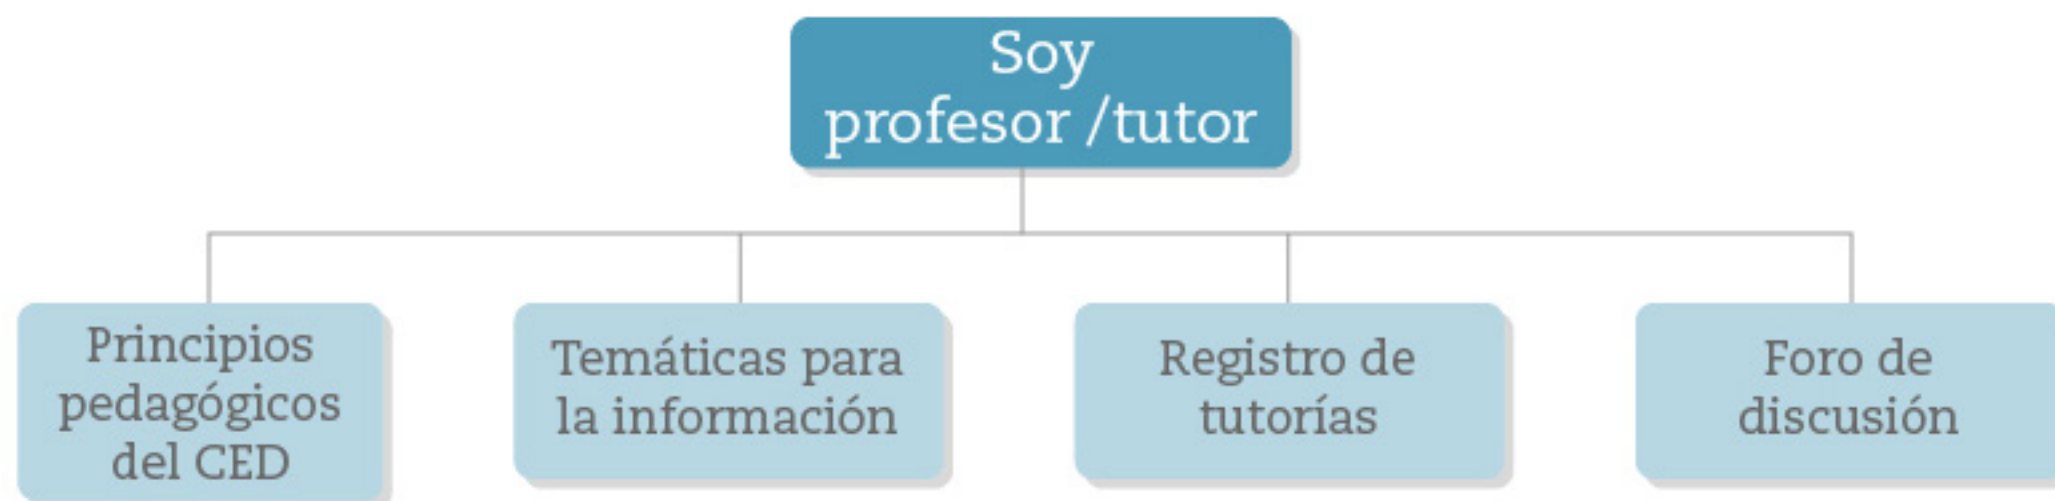 Soy
profesor /tutor
Principios
pedagógicos
del CED
Temáticas para
la información
Registro de
tutorías
Foro de
discusión